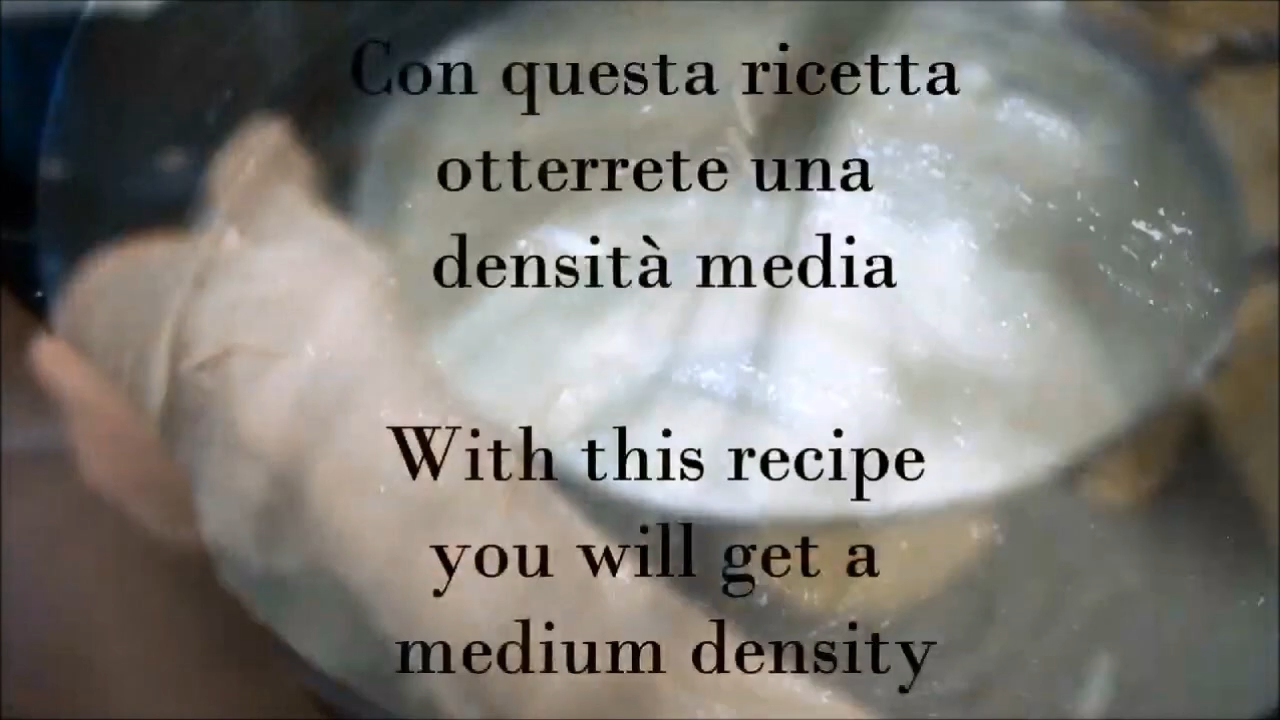 Con questa ricetta
otterrete una
densità media
With this recipe
you will get a
medium density